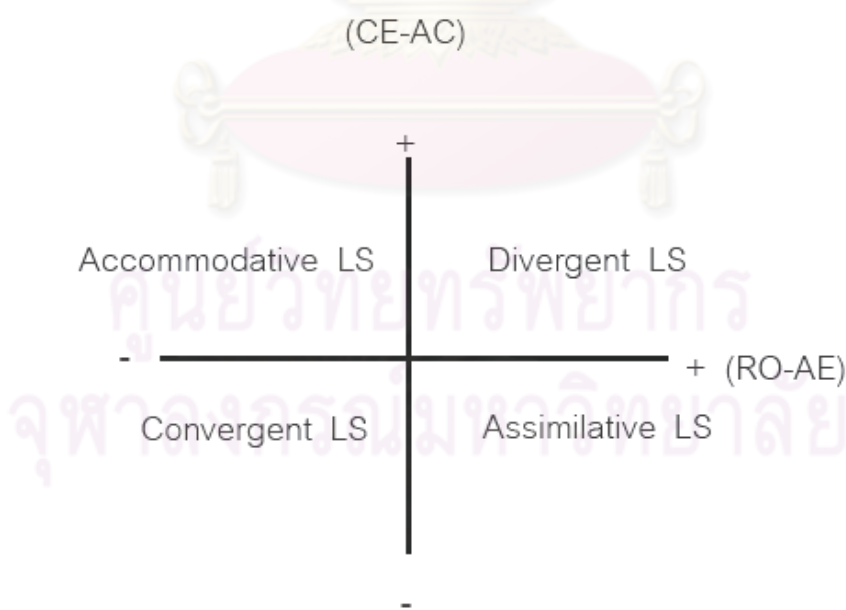 (CE-AC)
+
Accommodative LS Divergent LS
ศูนย์วิทยทรัพยากร
- + (RO-AE)
จุฬาลงกรณ์มหาวิทยาลัย
Convergent LS Assimilative LS
-